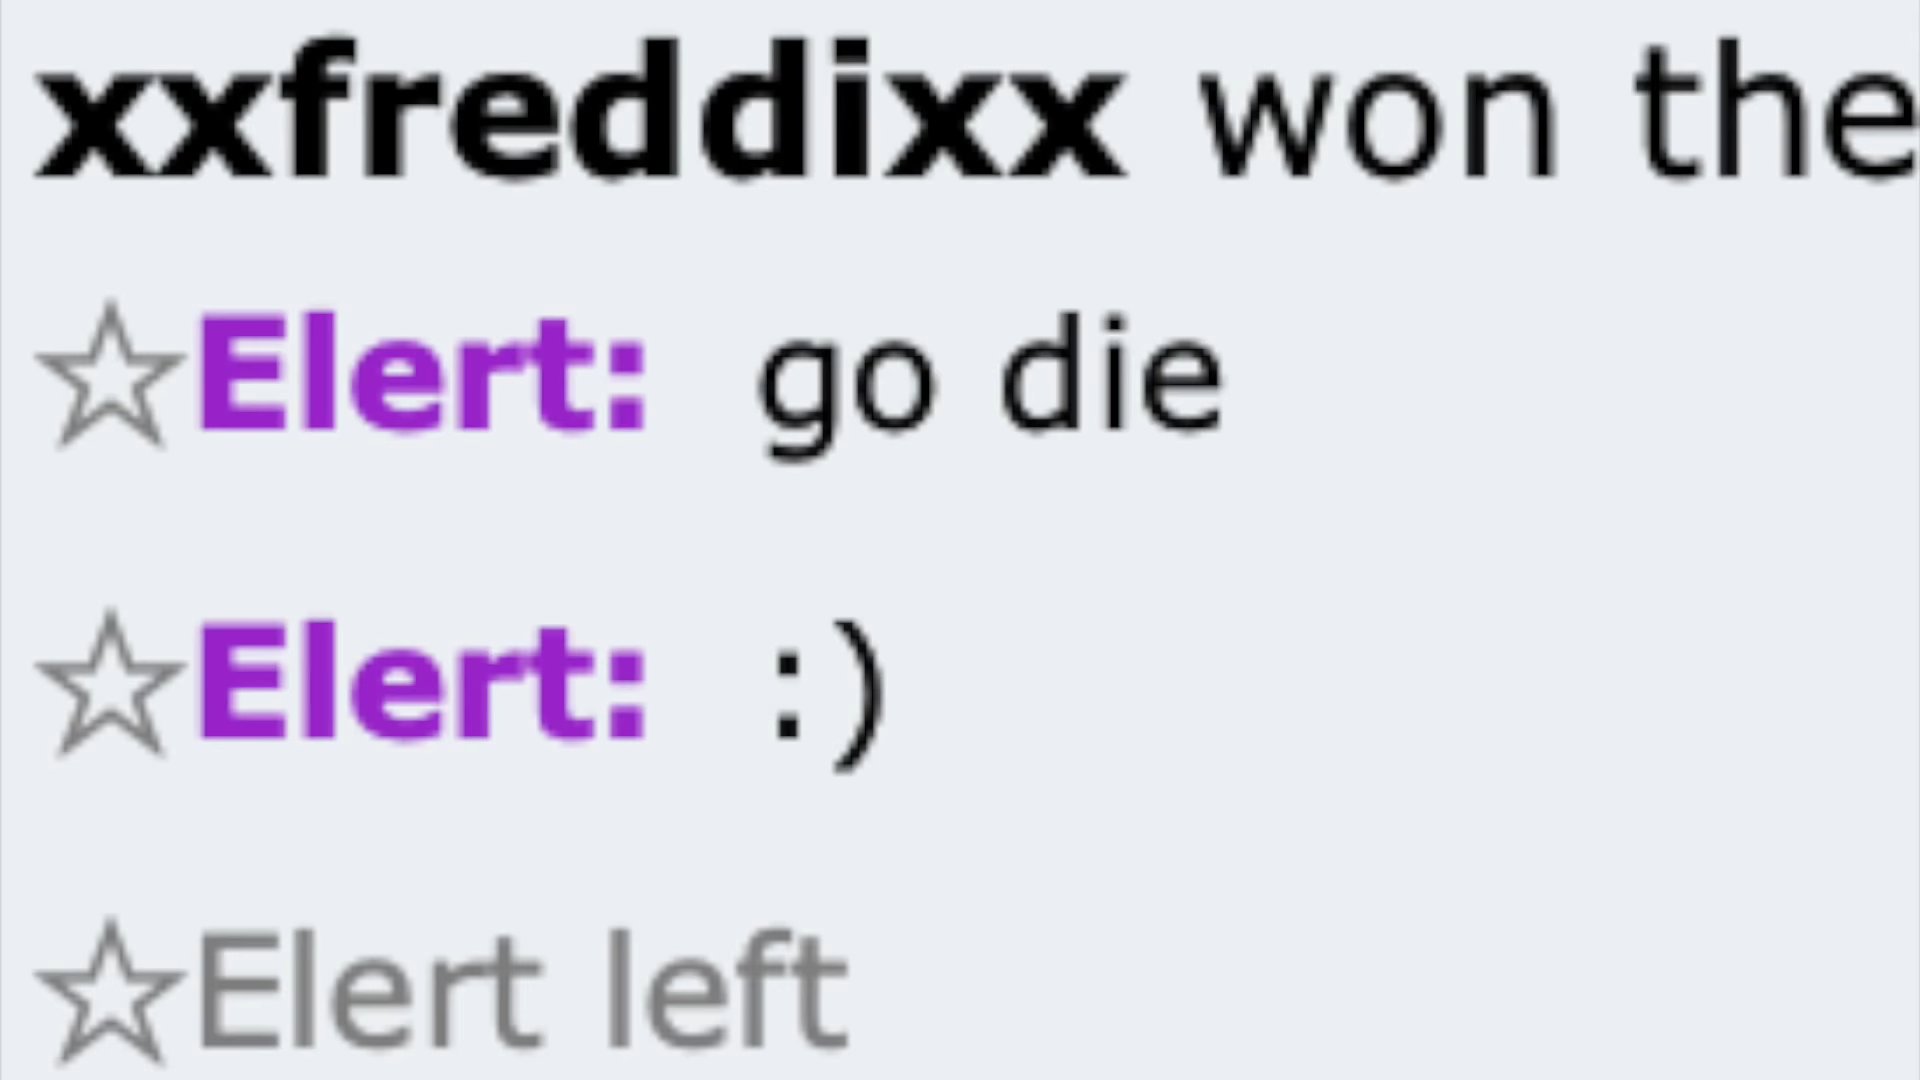 xxfreddixx won the
☆Elert: go die
☆Elert: :)
☆Elert left